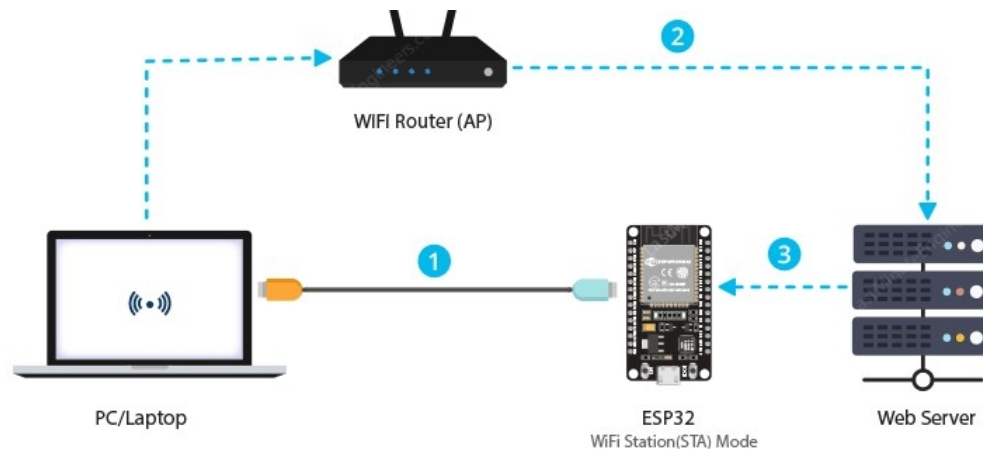 2
WIFI Router (AP)
1
3
PC/Laptop
ESP32
WiFi Station(STA) Mode
Web Server